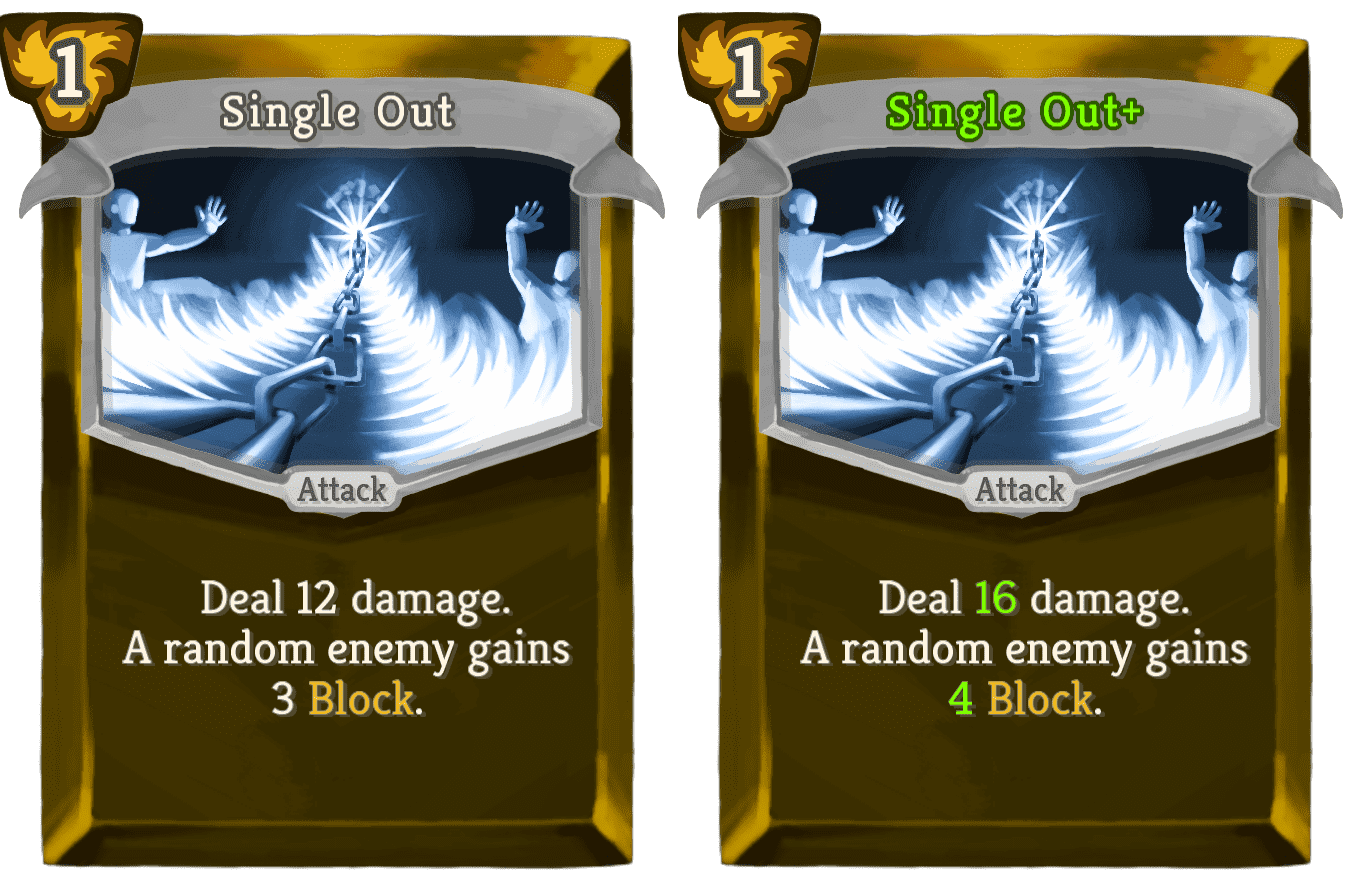 1
Single Out
Attack
Deal 12 damage.
A random enemy gains
3 Block.
1
Single Out+
Attack
Deal 16 damage.
A random enemy gains
4 Block.